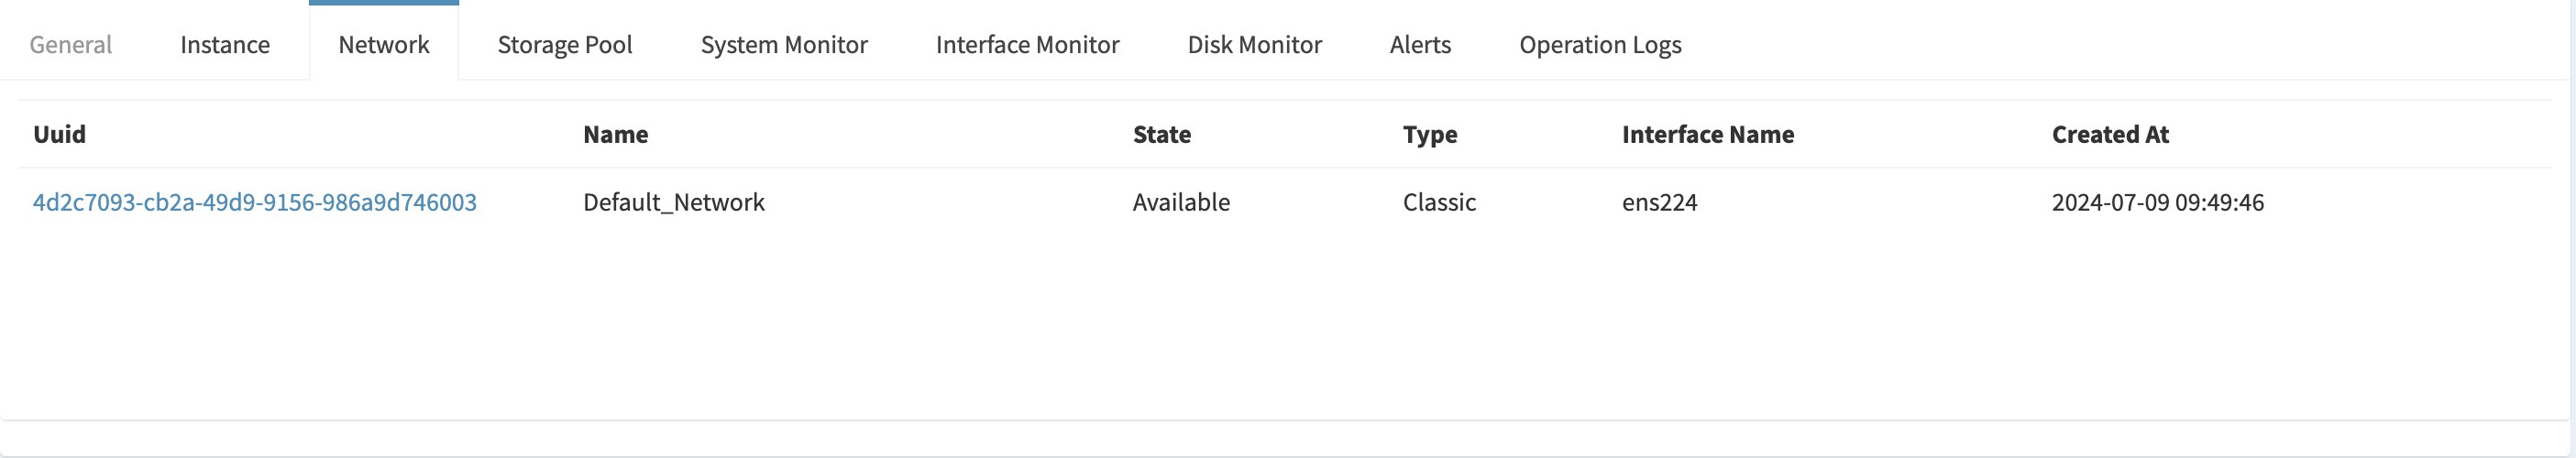 General Instance Network Storage Pool System Monitor Interface Monitor Disk Monitor Alerts Operation Logs
Uuid Name State Type Interface Name Created At
4d2c7093-cb2a-49d9-9156-986a9d746003 Default_Network Available Classic ens224 2024-07-09 09:49:46